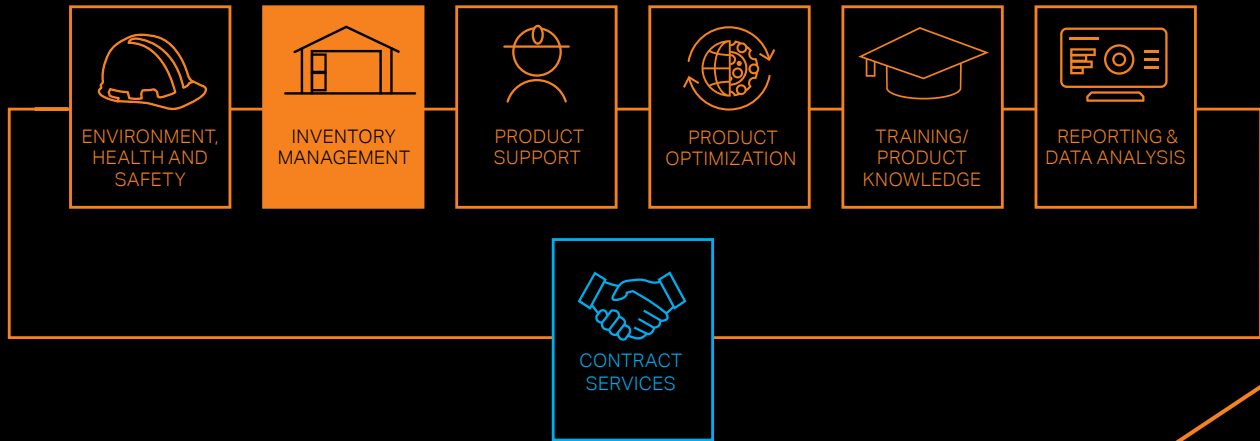 ENVIRONMENT,
HEALTH AND
SAFETY
INVENTORY
MANAGEMENT
PRODUCT
SUPPORT
PRODUCT
OPTIMIZATION
TRAINING/
PRODUCT
KNOWLEDGE
REPORTING &
DATA ANALYSIS
CONTRACT
SERVICES